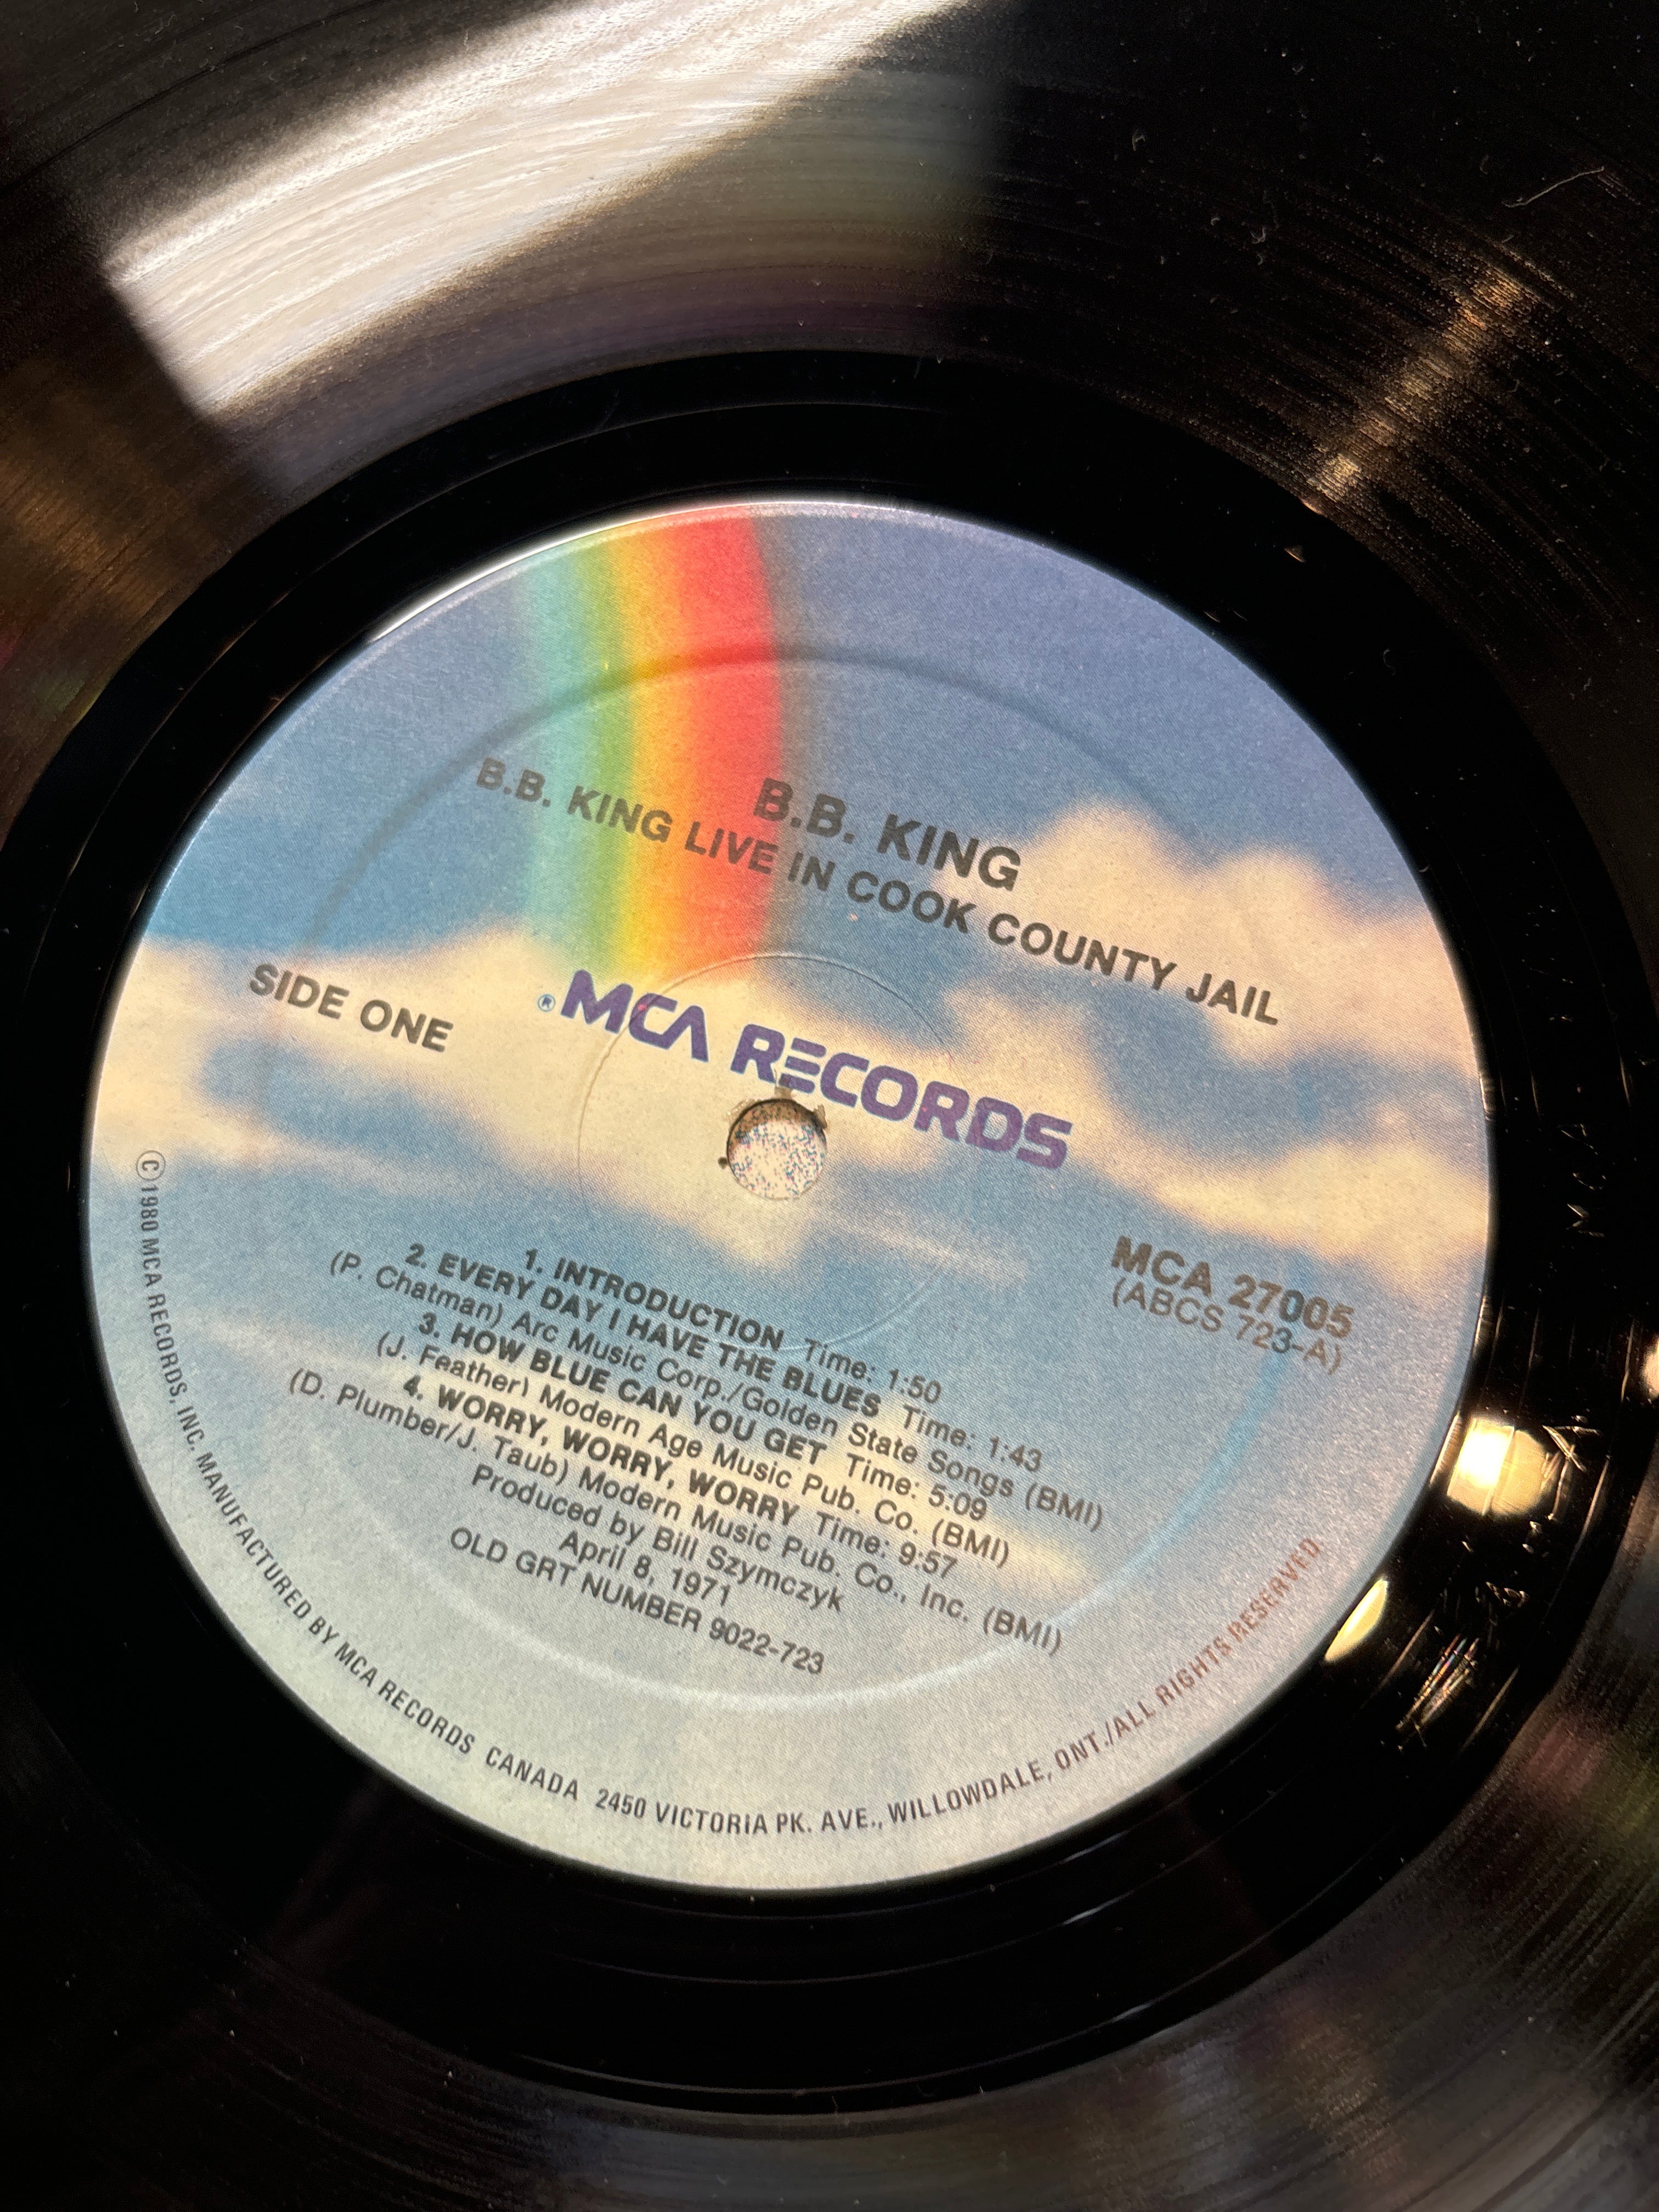 B.B. KING
B.B. KING LIVE IN COOK COUNTY JAIL
SIDE ONE
® MCA RECORDS
MCA 27005
(ABCS 723-A)
1. INTRODUCTION Time: 1:50
2. EVERY DAY I HAVE THE BLUES Time: 1:43
(P. Chatman) Arc Music Corp./Golden State Songs (BMI)
3. HOW BLUE CAN YOU GET Time: 5:09
(J. Feather) Modern Age Music Pub. Co. (BMI)
4. WORRY, WORRY, WORRY Time: 9:57
(D. Plumber/J. Taub) Modern Music Pub. Co., Inc. (BMI)
Produced by Bill Szymczyk
April 8, 1971
OLD GRT NUMBER 9022-723
©1980 MCA RECORDS, INC. MANUFACTURED BY MCA RECORDS CANADA 2450 VICTORIA PK. AVE., WILLOWDALE, ONT./ALL RIGHTS RESERVED.